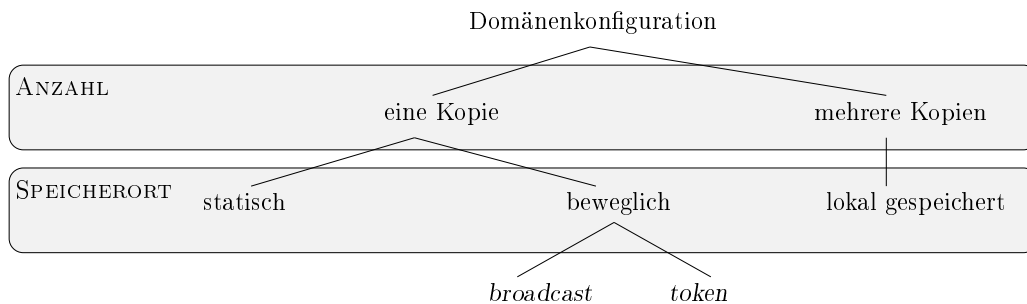 Domänenkonfiguration
ANZAHL
eine Kopie mehrere Kopien
SPEICHERORT
statisch beweglich lokal gespeichert
broadcast token